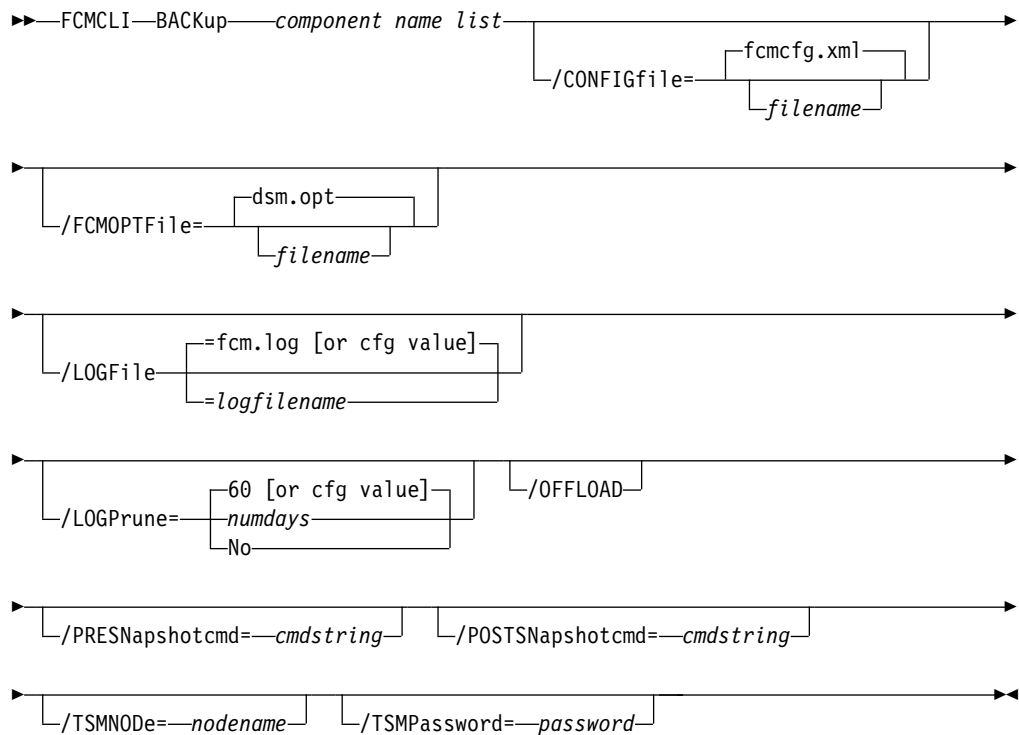 FCMCLI BACKup component name list
fcmcfg.xml
/CONFIGfile=
filename
dsm.opt
/FCMOPTFile=
filename
=fcm.log [or cfg value]
/LOGFile
=logfilename
60 [or cfg value]
/OFFLOAD
/LOGPrune= numdays
No
/PRESNapshotcmd= cmdstring /POSTSNapshotcmd= cmdstring
/TSMNODe= nodename /TSMPassword= password